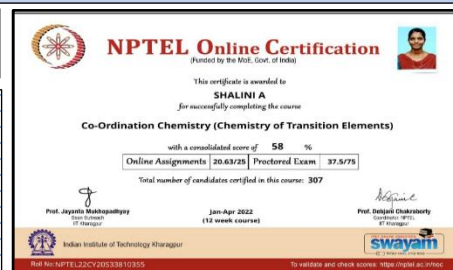 NPTEL Online Certification
(Funded by the MoE, Govt. of India)
This certificate is awarded to
SHALINI A
for successfully completing the course
Co-Ordination Chemistry (Chemistry of Transition Elements)
with a consolidated score of 58 %
Online Assignments 20.63/25 Proctored Exam 37.5/75
Total number of candidates certified in this course: 307
Prof. Jayanta Mukhopadhyay
IIT Kharagpur
Jan-Apr 2022
(12 week course)
Prof. Debjani Chakraborty
Coordinator, NPTEL
IIT Kharagpur
Indian Institute of Technology Kharagpur
swayam
Roll No:NPTEL22CY20S33810355
To validate and check scores: https://nptel.ac.in/noc